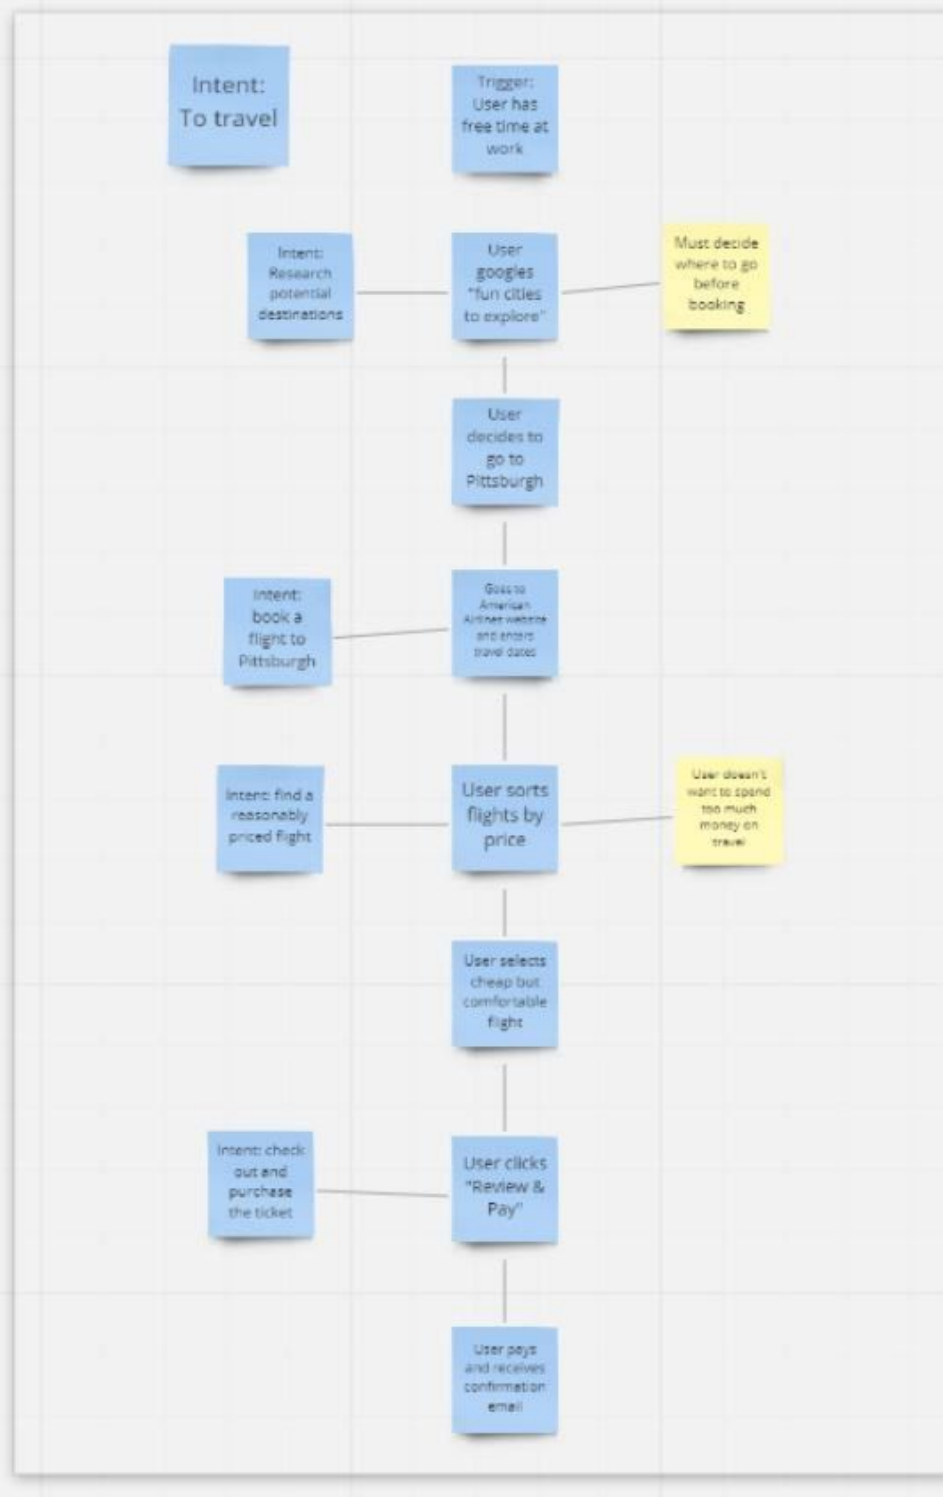 Intent:
To travel
Trigger:
User has
free time at
work
Intent:
Research
potential
destinations
User
googles
"fun cities
to explore"
Must decide
where to go
before
booking
User
decides to
go to
Pittsburgh
Intent:
book a
flight to
Pittsburgh
Goes to
American
Airlines website
and enters
travel dates
Intent: find a
reasonably
priced flight
User sorts
flights by
price
User doesn't
want to spend
too much
money on
travel
User selects
cheap but
comfortable
flight
Intent: check
out and
purchase
the ticket
User clicks
"Review &
Pay"
User pays
and receives
confirmation
email